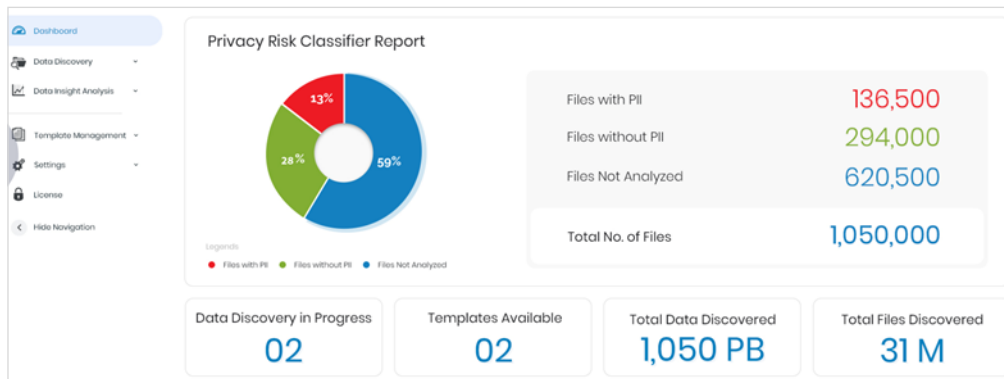 Dashboard
Data Discovery
Data Insight Analysis
Template Management
Settings
License
Hide Navigation
Privacy Risk Classifier Report
13%
28%
59%
Legends
Files with PII
Files without PII
Files Not Analyzed
Files with PII 136,500
Files without PII 294,000
Files Not Analyzed 620,500
Total No. of Files 1,050,000
Data Discovery in Progress
02
Templates Available
02
Total Data Discovered
1,050 PB
Total Files Discovered
31 M